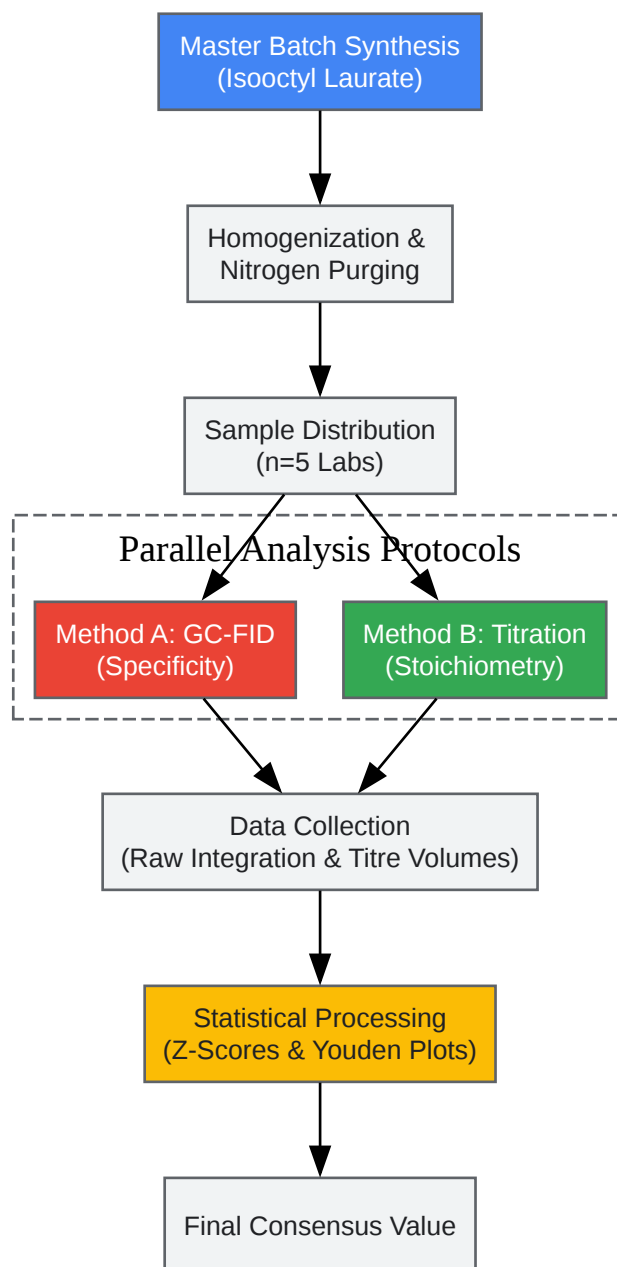 Master Batch Synthesis
(Isooctyl Laurate)
Homogenization &
Nitrogen Purging
Sample Distribution
(n=5 Labs)
Parallel Analysis Protocols
Method A: GC-FID
(Specificity)
Method B: Titration
(Stoichiometry)
Data Collection
(Raw Integration & Titre Volumes)
Statistical Processing
(Z-Scores & Youden Plots)
Final Consensus Value